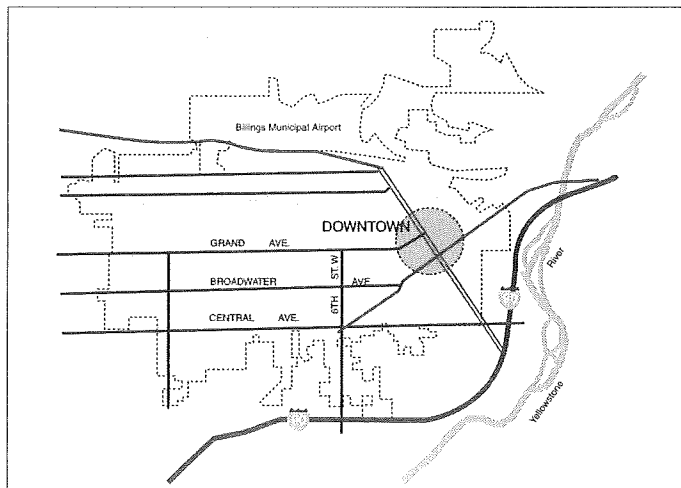 Billings Municipal Airport
DOWNTOWN
GRAND AVE.
BROADWATER AVE.
CENTRAL AVE.
6TH ST. W
Yellowstone River